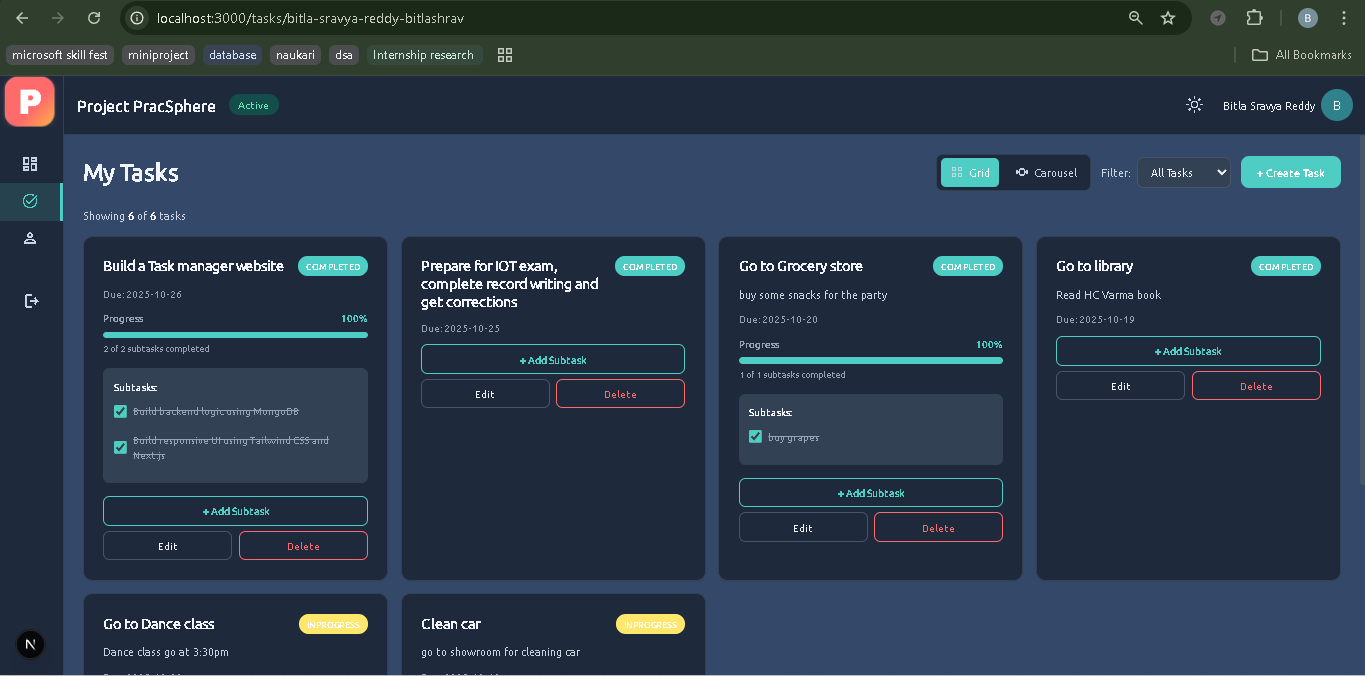 localhost:3000/tasks/bitla-sravya-reddy-bitlashrav
B
microsoft skill fest
miniproject
database
naukari
dsa
Internship research
All Bookmarks
P
Project PracSphere
Active
Bitla Sravya Reddy
B
My Tasks
Grid
Carousel
Filter:
All Tasks
+ Create Task
Showing 6 of 6 tasks
Build a Task manager website
COMPLETED
Due: 2025-10-26
Progress
100%
2 of 2 subtasks completed
Subtasks:
Build backend logic using MongoDB
Build responsive UI using Tailwind CSS and
Next.js
+ Add Subtask
Edit
Delete
Prepare for IOT exam,
complete record writing and
get corrections
COMPLETED
Due: 2025-10-25
+ Add Subtask
Edit
Delete
Go to Grocery store
COMPLETED
buy some snacks for the party
Due: 2025-10-20
Progress
100%
1 of 1 subtasks completed
Subtasks:
buy grapes
+ Add Subtask
Edit
Delete
Go to library
COMPLETED
Read HC Varma book
Due: 2025-10-19
+ Add Subtask
Edit
Delete
Go to Dance class
INPROGRESS
Dance class go at 3:30pm
Clean car
INPROGRESS
go to showroom for cleaning car
N